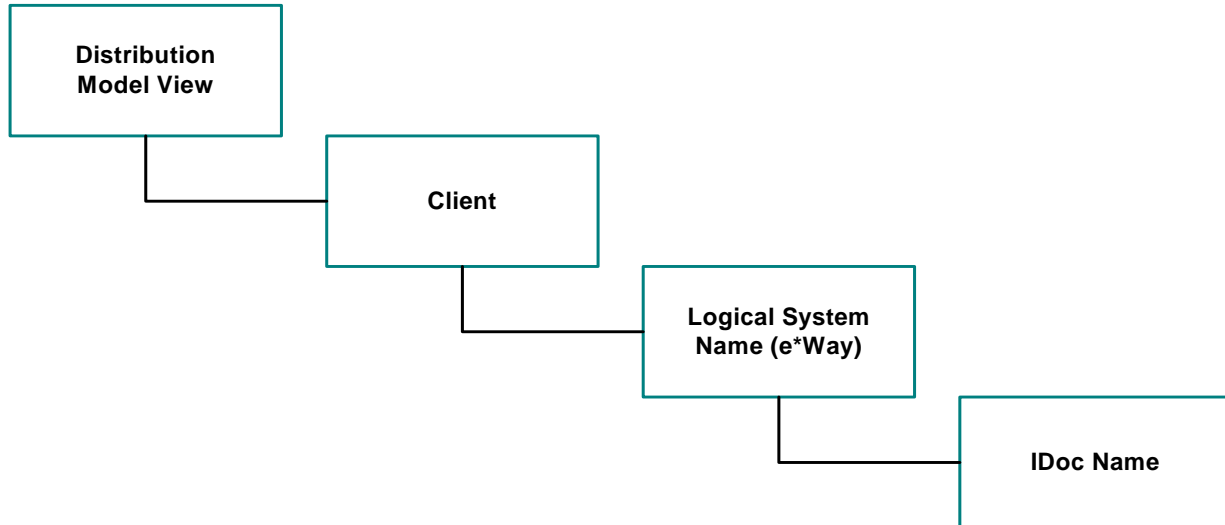 Distribution
Model View
Client
Logical System
Name (e*Way)
IDoc Name